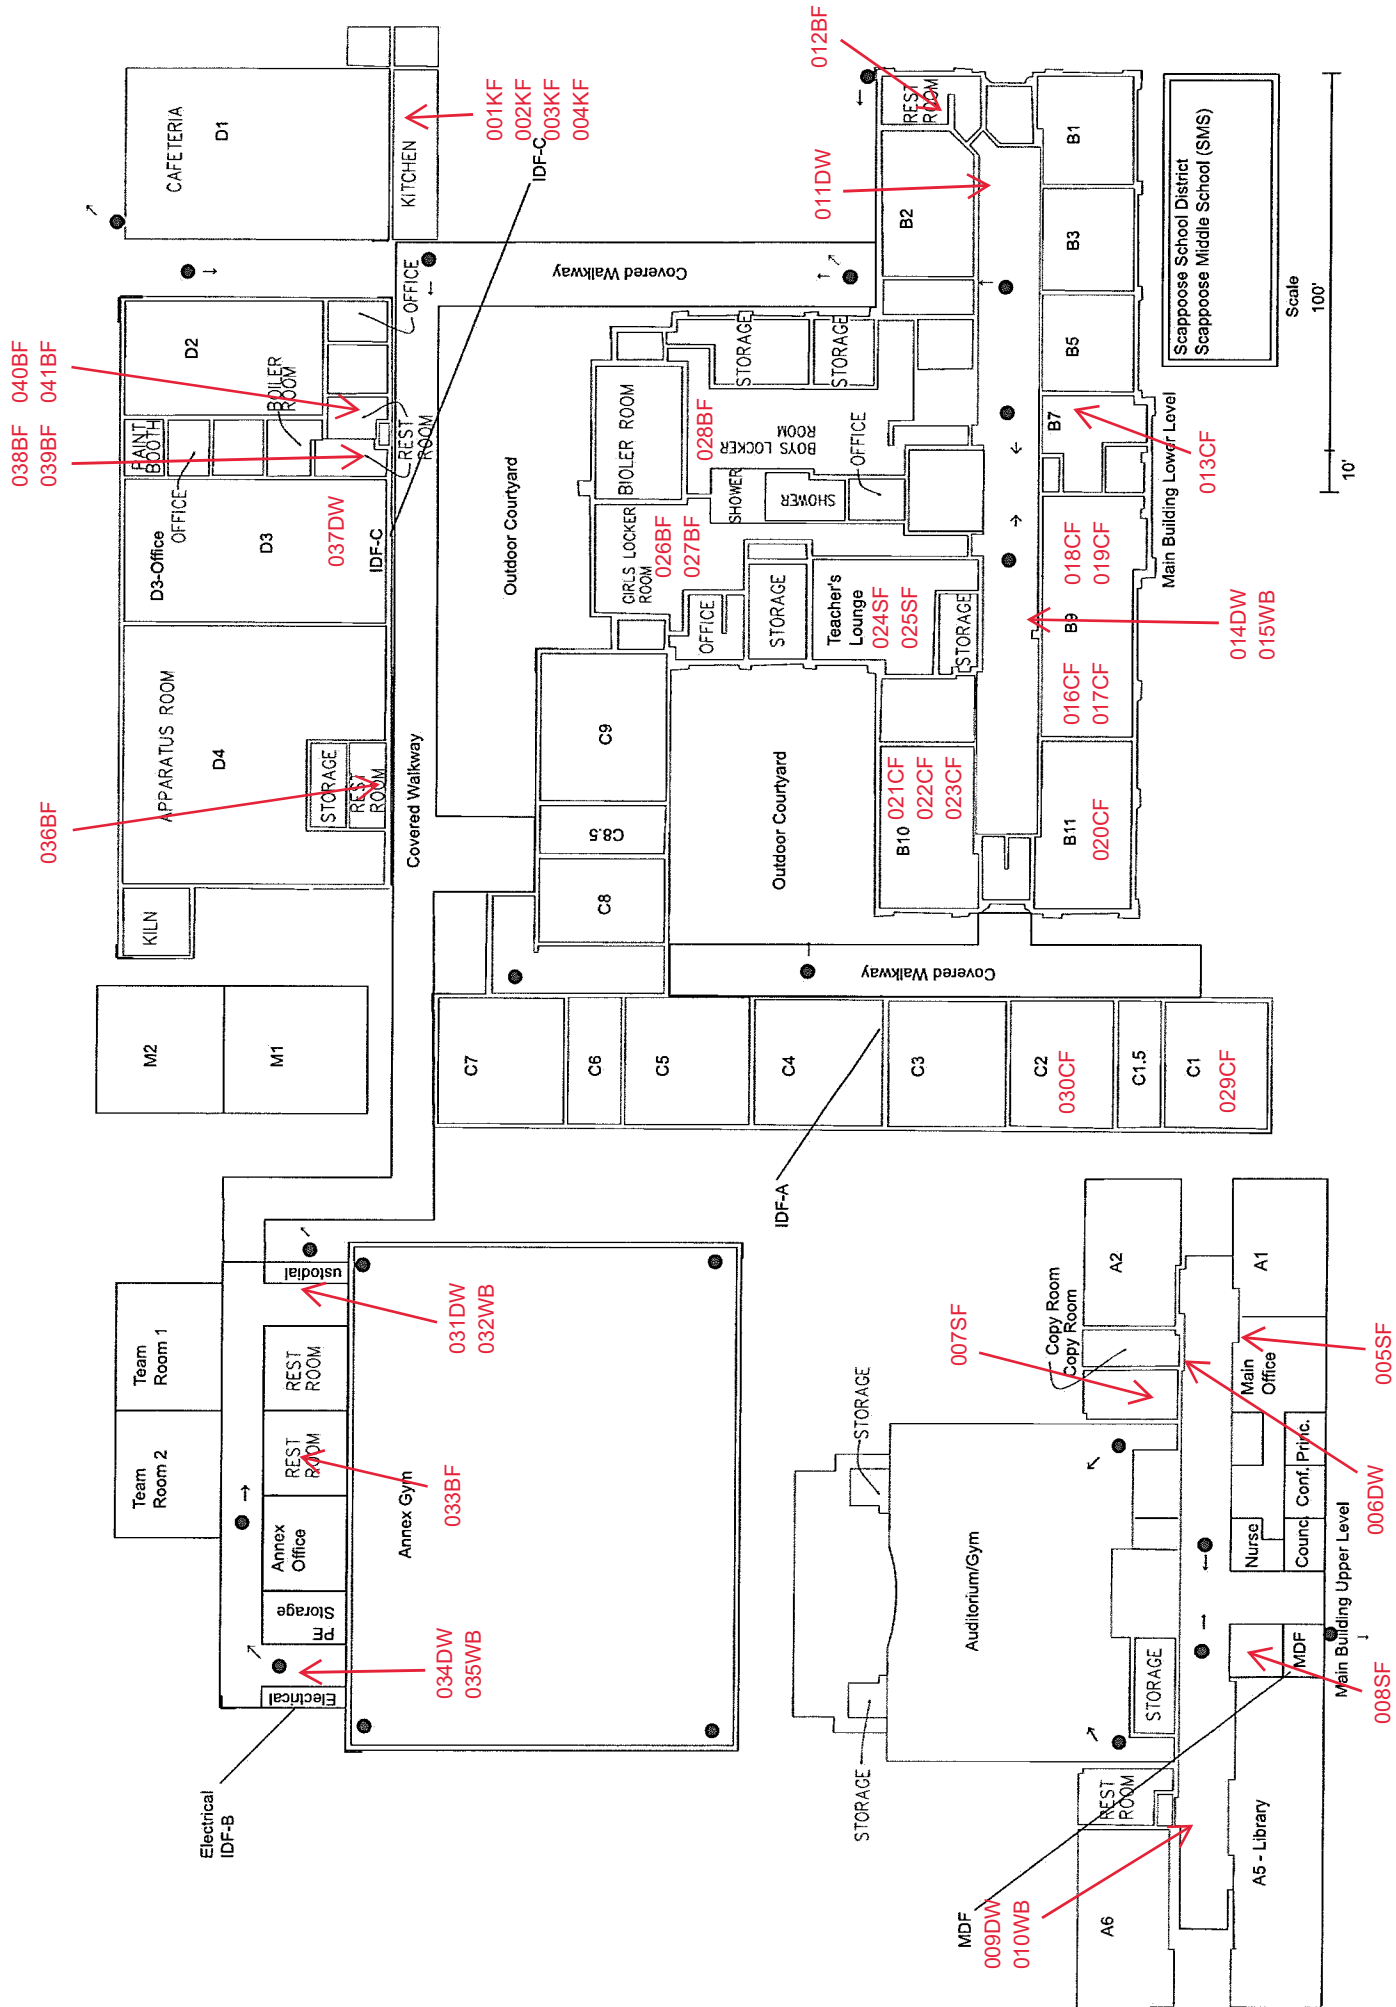 036BF
038BF 040BF
039BF 041BF
Team
Room 2
Team
Room 1
M2
M1
KILN
APPARATUS ROOM
D4
STORAGE
REST
ROOM
D3-Office
OFFICE
D3
037DW
IDF-C
PAINT
BOOTH
BOILER
ROOM
D2
REST
ROOM
OFFICE
CAFETERIA
D1
KITCHEN
001KF
002KF
003KF
004KF
IDF-C
Electrical
IDF-B
Electrical
PE
Storage
Annex
Office
REST
ROOM
REST
ROOM
ustodial
034DW
035WB
033BF
031DW
032WB
Annex Gym
Covered Walkway
Outdoor Courtyard
Covered Walkway
C7
C6
C5
C4
C3
C2
030CF
C1.5
C1
029CF
IDF-A
C8
C8.5
C9
Covered Walkway
Outdoor Courtyard
GIRLS LOCKER
ROOM
026BF
027BF
OFFICE
STORAGE
BIOLER ROOM
028BF
BOYS LOCKER
ROOM
SHOWER
SHOWER
OFFICE
STORAGE
STORAGE
Teacher's
Lounge
024SF
025SF
STORAGE
012BF
011DW
REST
ROOM
B2
B10
021CF
022CF
023CF
B11
020CF
B9
016CF
017CF
018CF
019CF
B7
B5
B3
B1
014DW
015WB
013CF
Main Building Lower Level
STORAGE
STORAGE
Auditorium/Gym
STORAGE
007SF
Copy Room
Copy Room
A2
MDF
009DW
010WB
A6
REST
ROOM
A5 - Library
MDF
Nurse
Counc.
Conf.
Princ.
Main
Office
A1
008SF
006DW
005SF
Main Building Upper Level
Scappoose School District
Scappoose Middle School (SMS)
Scale
10'
100'